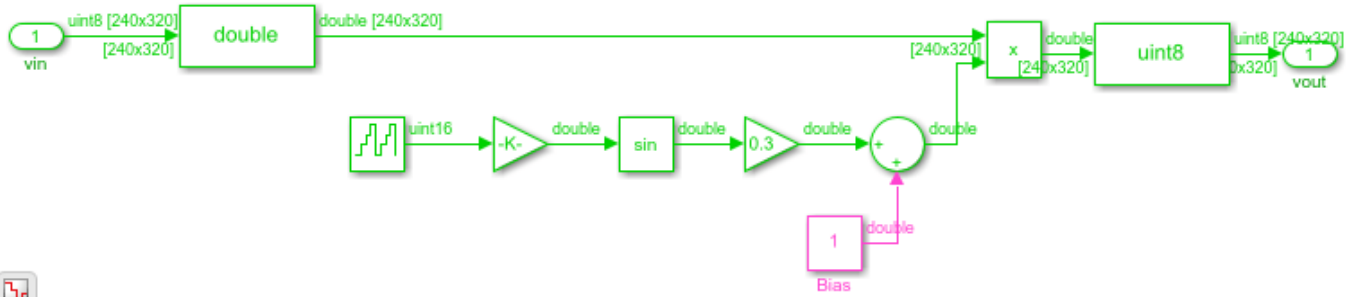 uint8 [240x320]
double [240x320]
1
[240x320]
double
vin
[240x320]
x
double
[240x320]
uint8
uint8 [240x320]
0x320]
1
vout
uint16
-K-
double
sin
double
0.3
double
+
+
double
1
double
Bias